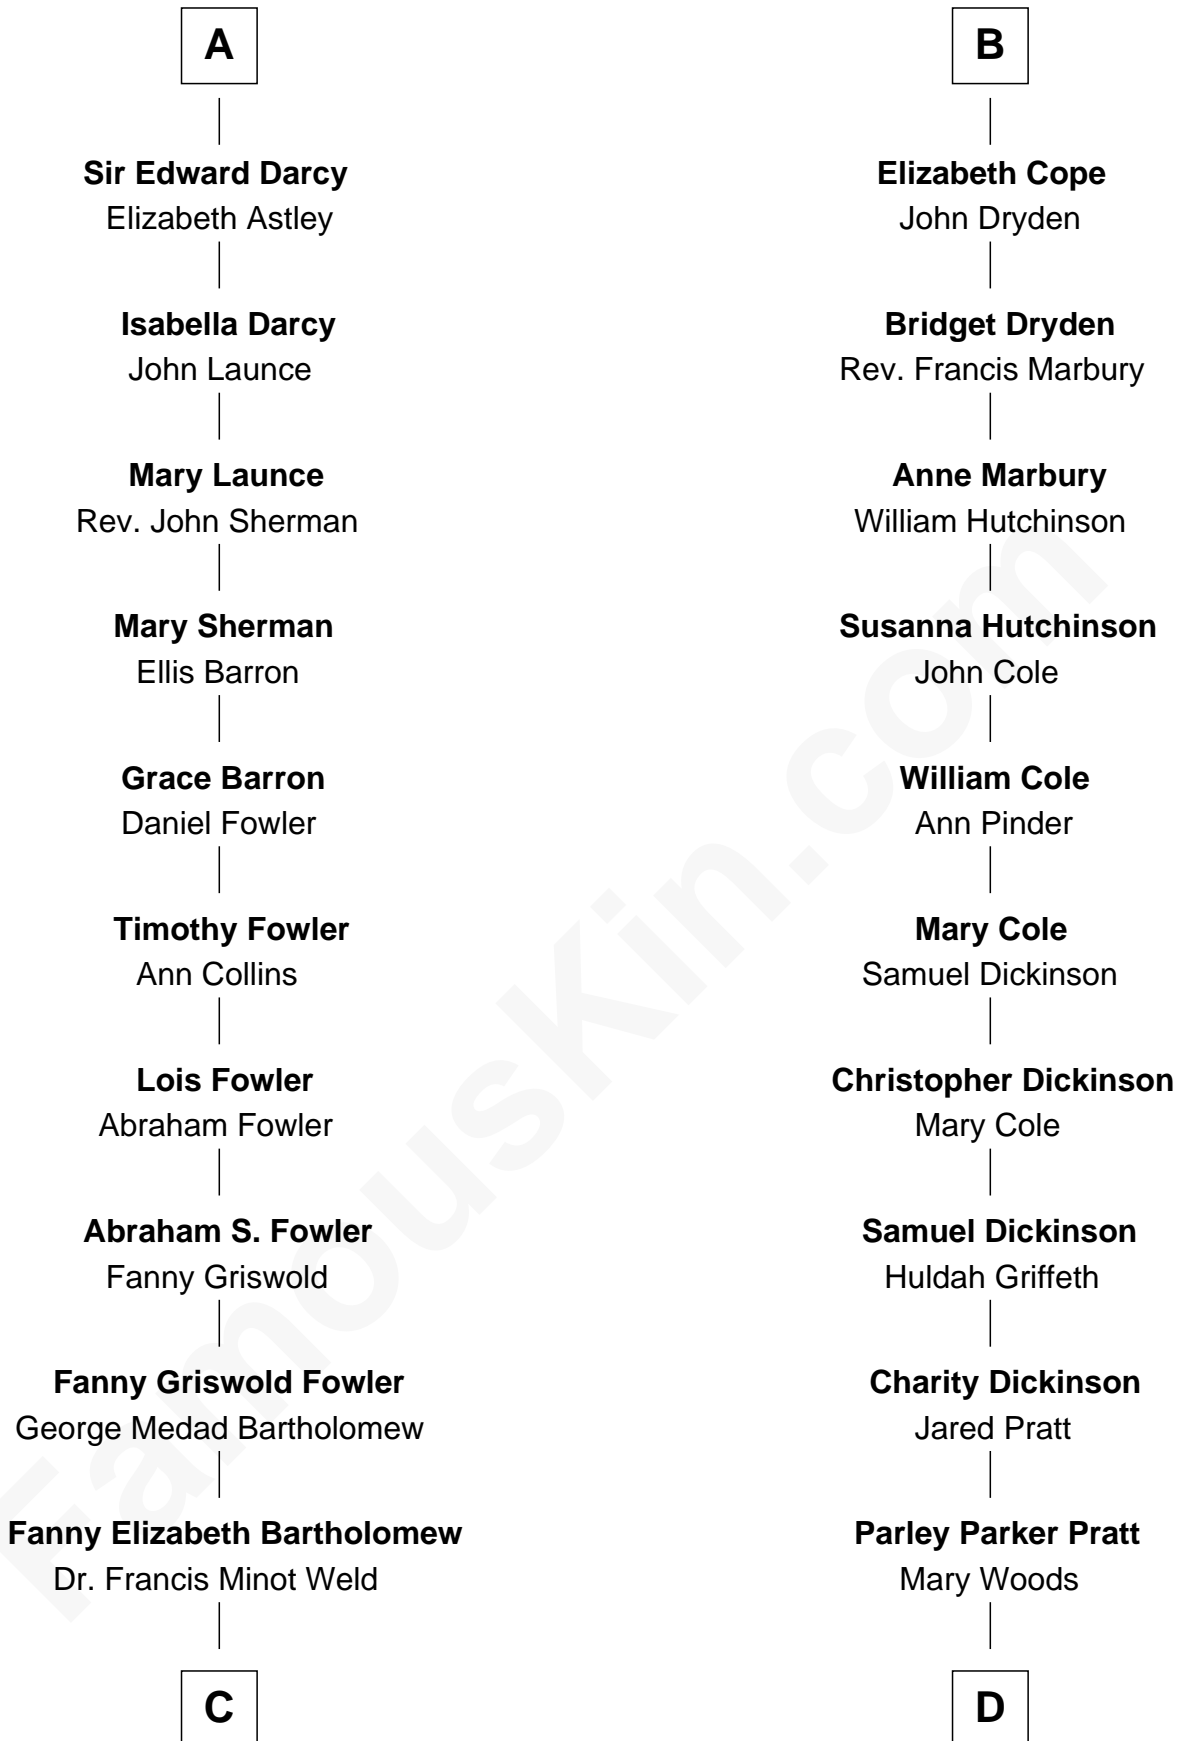 A
Sir Edward Darcy
Elizabeth Astley
Isabella Darcy
John Launce
Mary Launce
Rev. John Sherman
Mary Sherman
Ellis Barron
Grace Barron
Daniel Fowler
Timothy Fowler
Ann Collins
Lois Fowler
Abraham Fowler
Abraham S. Fowler
Fanny Griswold
Fanny Griswold Fowler
George Medad Bartholomew
Fanny Elizabeth Bartholomew
Dr. Francis Minot Weld
C
B
Elizabeth Cope
John Dryden
Bridget Dryden
Rev. Francis Marbury
Anne Marbury
William Hutchinson
Susanna Hutchinson
John Cole
William Cole
Ann Pinder
Mary Cole
Samuel Dickinson
Christopher Dickinson
Mary Cole
Samuel Dickinson
Huldah Griffeth
Charity Dickinson
Jared Pratt
Parley Parker Pratt
Mary Woods
D
FamousKin.com